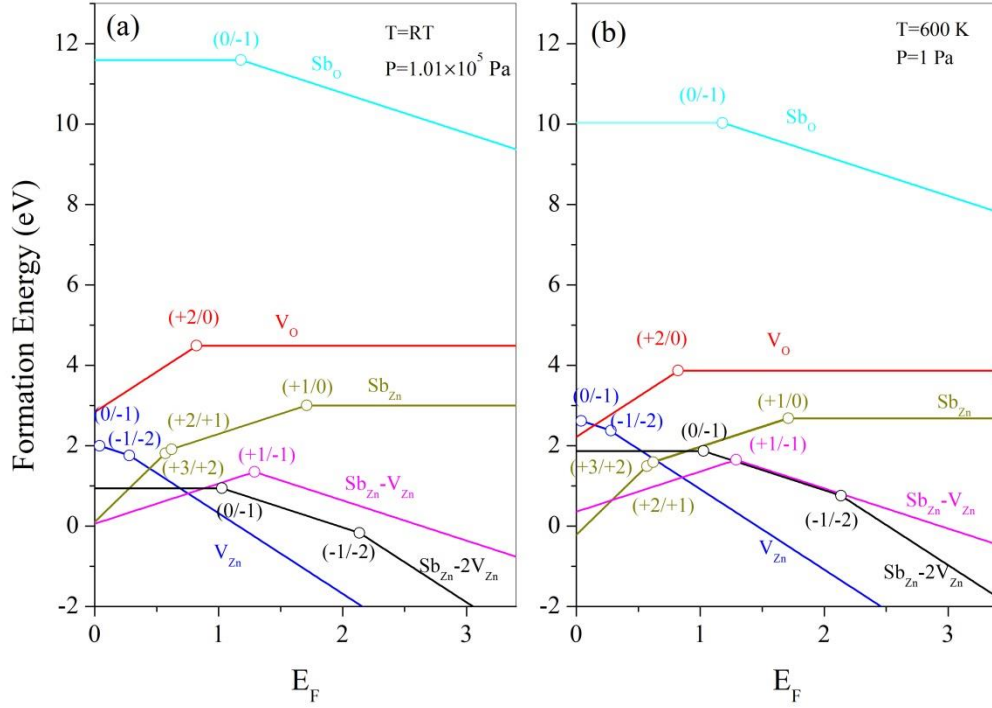 (a)
T=RT
P=1.01×10⁵ Pa
(0/-1)
Sb_O
(+2/0)
V_O
(0/-1)
(+2/+1)
(+1/0)
Sb_Zn
(-1/-2)
(+3/+2)
(+1/-1)
Sb_Zn-V_Zn
(0/-1)
(-1/-2)
V_Zn
Sb_Zn-2V_Zn
12
10
8
6
4
2
0
-2
0
1
2
3
E_F
Formation Energy (eV)
(b)
T=600 K
P=1 Pa
(0/-1)
Sb_O
(+2/0)
V_O
(0/-1)
(-1/-2)
(+1/0)
Sb_Zn
(0/-1)
(+1/-1)
(+3/+2)
(+2/+1)
Sb_Zn-V_Zn
(-1/-2)
V_Zn
Sb_Zn-2V_Zn
12
10
8
6
4
2
0
-2
0
1
2
3
E_F